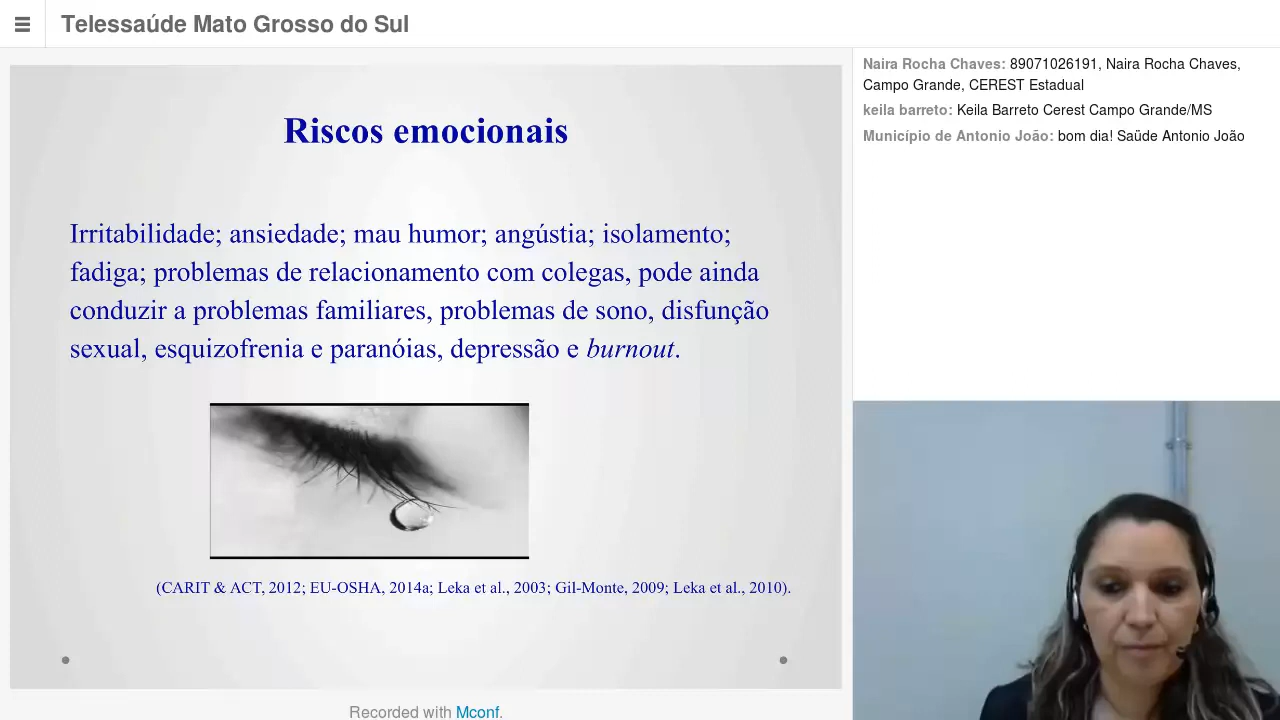 Telessaúde Mato Grosso do Sul
Riscos emocionais
Irritabilidade; ansiedade; mau humor; angústia; isolamento;
fadiga; problemas de relacionamento com colegas, pode ainda
conduzir a problemas familiares, problemas de sono, disfunção
sexual, esquizofrenia e paranóias, depressão e burnout.
(CARIT & ACT, 2012; EU-OSHA, 2014a; Leka et al., 2003; Gil-Monte, 2009; Leka et al., 2010).
Recorded with Mconf.
Naira Rocha Chaves: 89071026191, Naira Rocha Chaves,
Campo Grande, CEREST Estadual
keila barreto: Keila Barreto Cerest Campo Grande/MS
Município de Antonio João: bom dia! Saüde Antonio João